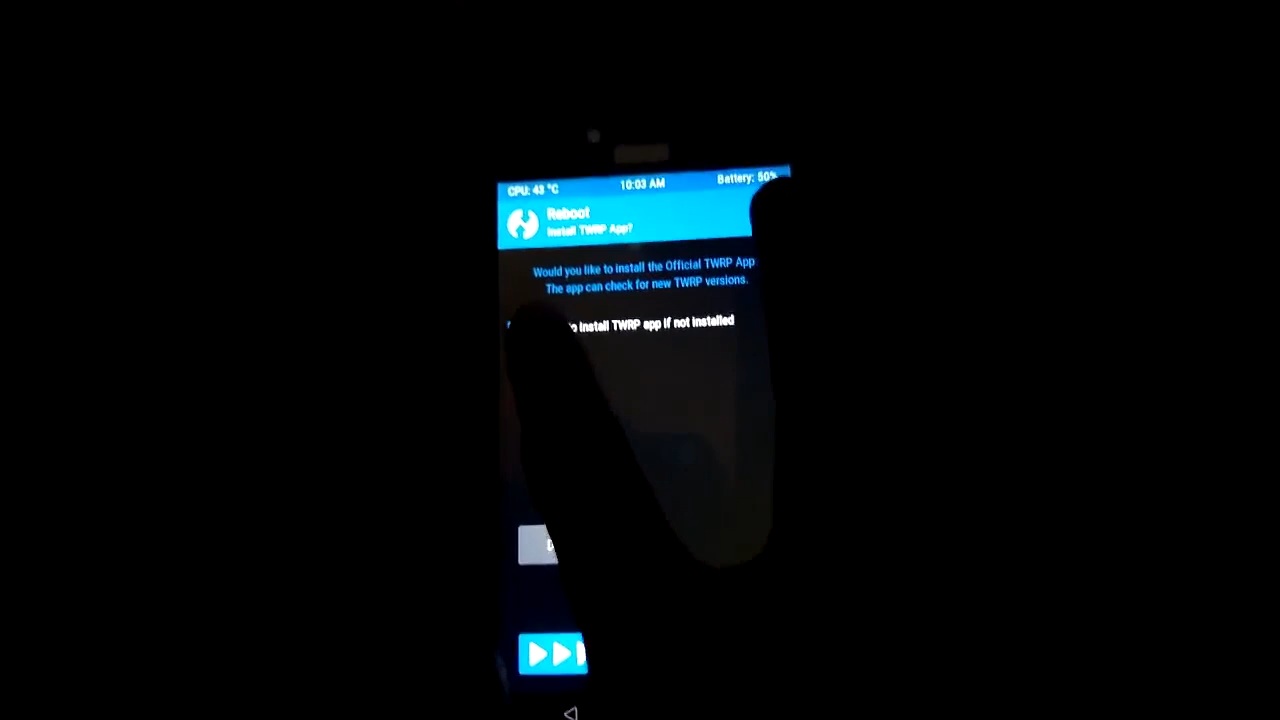 CPU: 43 °C 10:03 AM Battery: 50%
Reboot
Install TWRP App?
Would you like to install the Official TWRP App
The app can check for new TWRP versions.
to install TWRP app if not installed